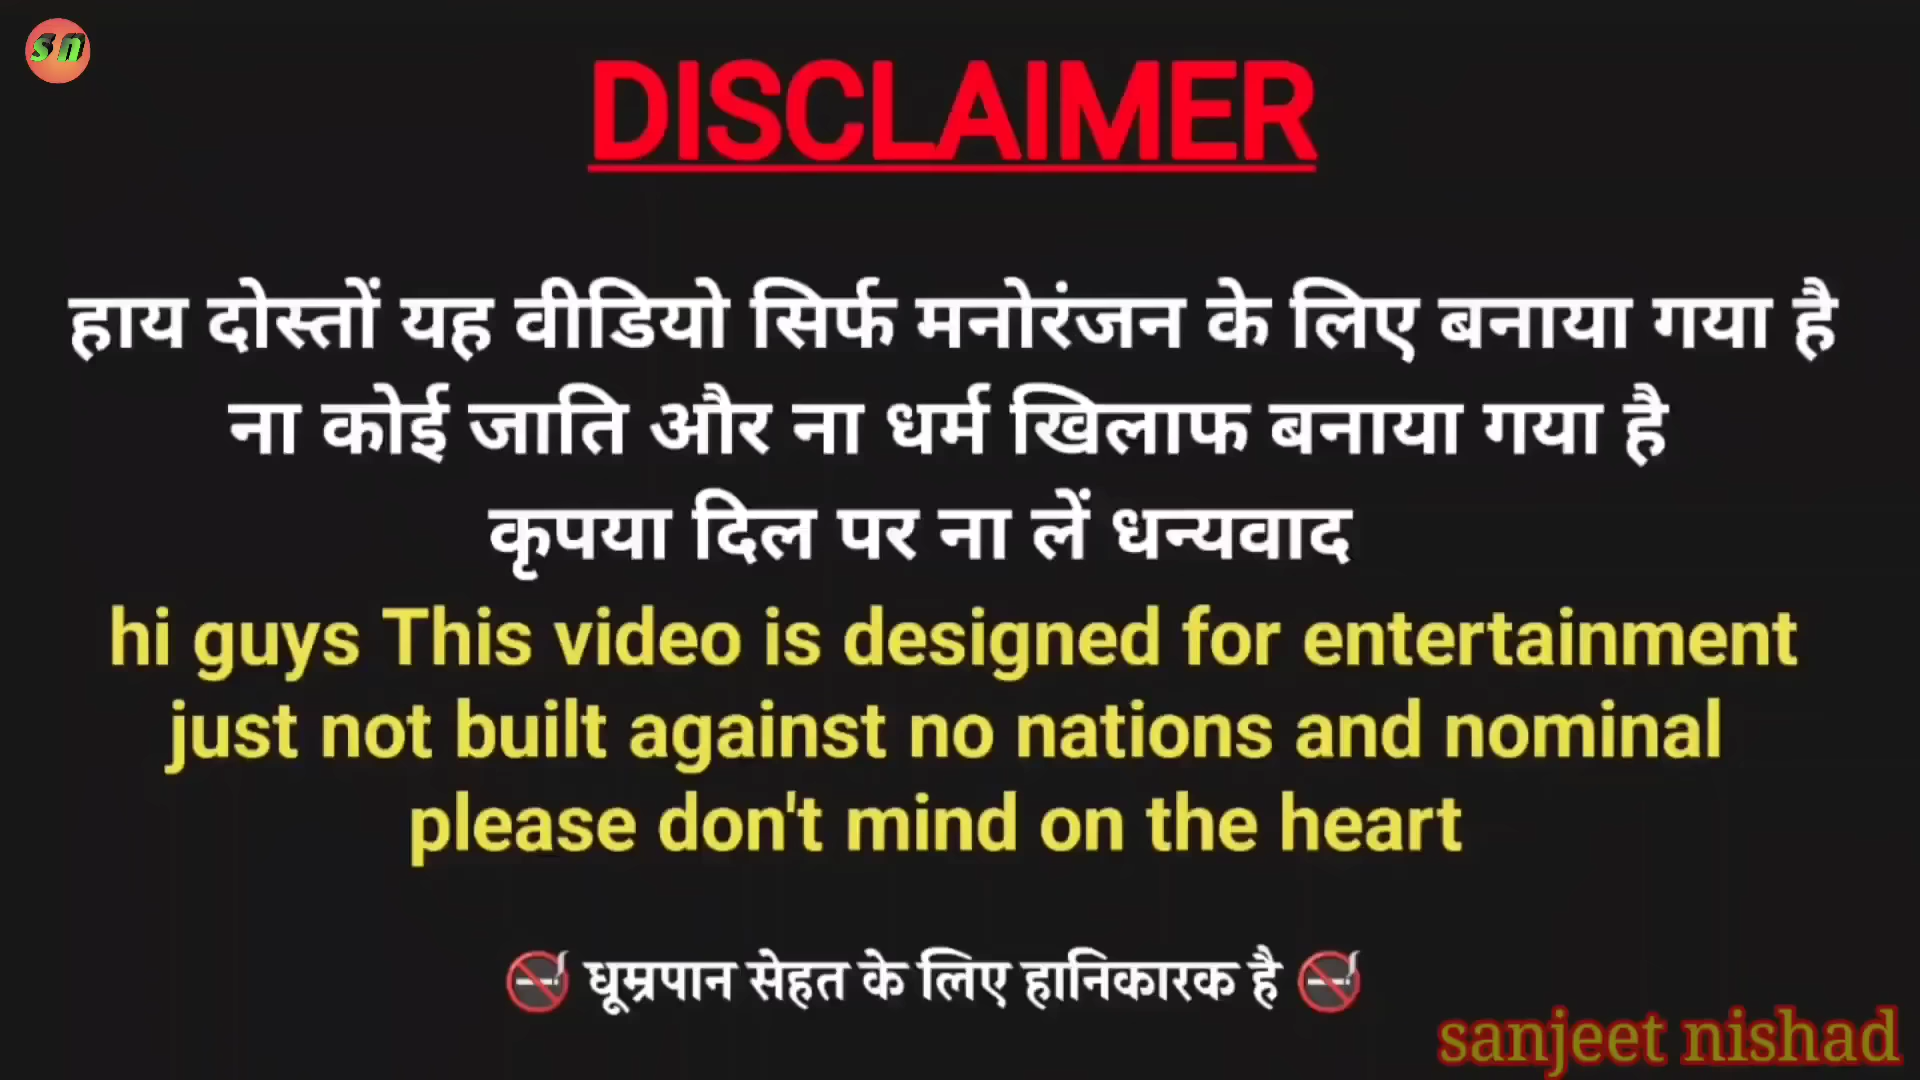 sn
DISCLAIMER
हाय दोस्तों यह वीडियो सिर्फ मनोरंजन के लिए बनाया गया है
ना कोई जाति और ना धर्म खिलाफ बनाया गया है
कृपया दिल पर ना लें धन्यवाद
hi guys This video is designed for entertainment
just not built against no nations and nominal
please don't mind on the heart
🚭 धूम्रपान सेहत के लिए हानिकारक है 🚭
sanjeet nishad